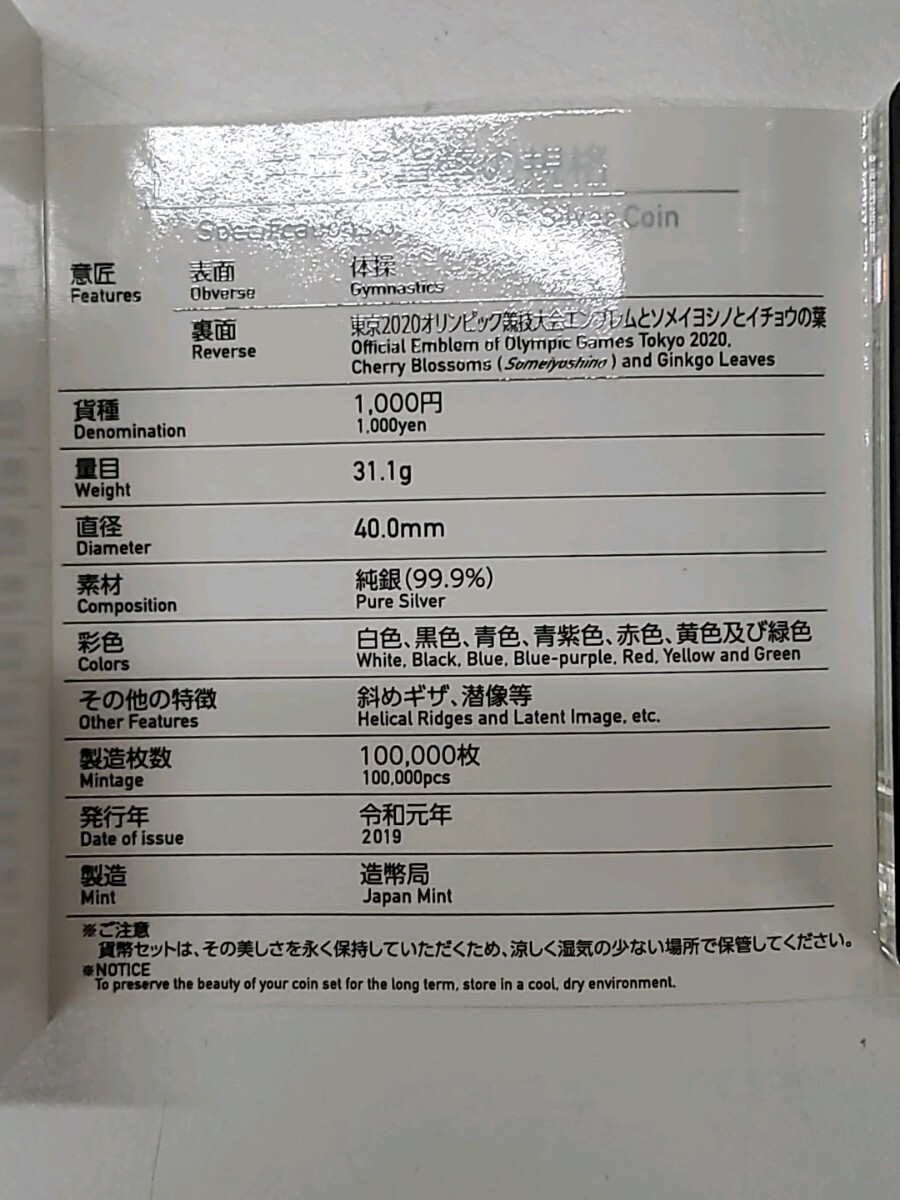 の規格
Specifications Silver Coin
意匠
Features
表面
Obverse
体操
Gymnastics
裏面
Reverse
東京2020オリンピック競技大会エンブレムとソメイヨシノとイチョウの葉
Official Emblem of Olympic Games Tokyo 2020,
Cherry Blossoms (Someiyoshino) and Ginkgo Leaves
貨種
Denomination
1,000円
1,000yen
量目
Weight
31.1g
直径
Diameter
40.0mm
素材
Composition
純銀(99.9%)
Pure Silver
彩色
Colors
白色、黒色、青色、青紫色、赤色、黄色及び緑色
White, Black, Blue, Blue-purple, Red, Yellow and Green
その他の特徴
Other Features
斜めギザ、潜像等
Helical Ridges and Latent Image, etc.
製造枚数
Mintage
100,000枚
100,000pcs
発行年
Date of issue
令和元年
2019
製造
Mint
造幣局
Japan Mint
※ご注意
貨幣セットは、その美しさを永く保持していただくため、涼しく湿気の少ない場所で保管してください。
※NOTICE
To preserve the beauty of your coin set for the long term, store in a cool, dry environment.